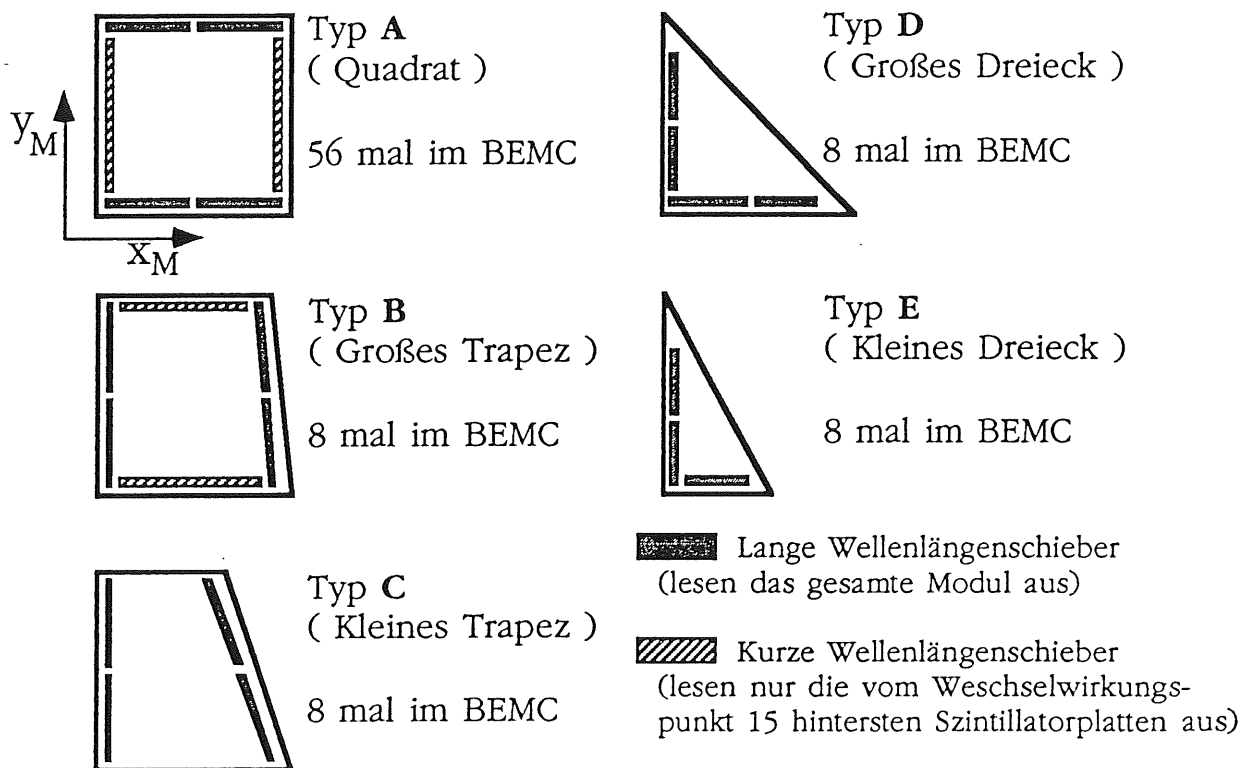 Typ A
( Quadrat )
56 mal im BEMC
yM
xM
Typ B
( Großes Trapez )
8 mal im BEMC
Typ C
( Kleines Trapez )
8 mal im BEMC
Typ D
( Großes Dreieck )
8 mal im BEMC
Typ E
( Kleines Dreieck )
8 mal im BEMC
Lange Wellenlängenschieber
(lesen das gesamte Modul aus)
Kurze Wellenlängenschieber
(lesen nur die vom Weschselwirkungs-
punkt 15 hintersten Szintillatorplatten aus)